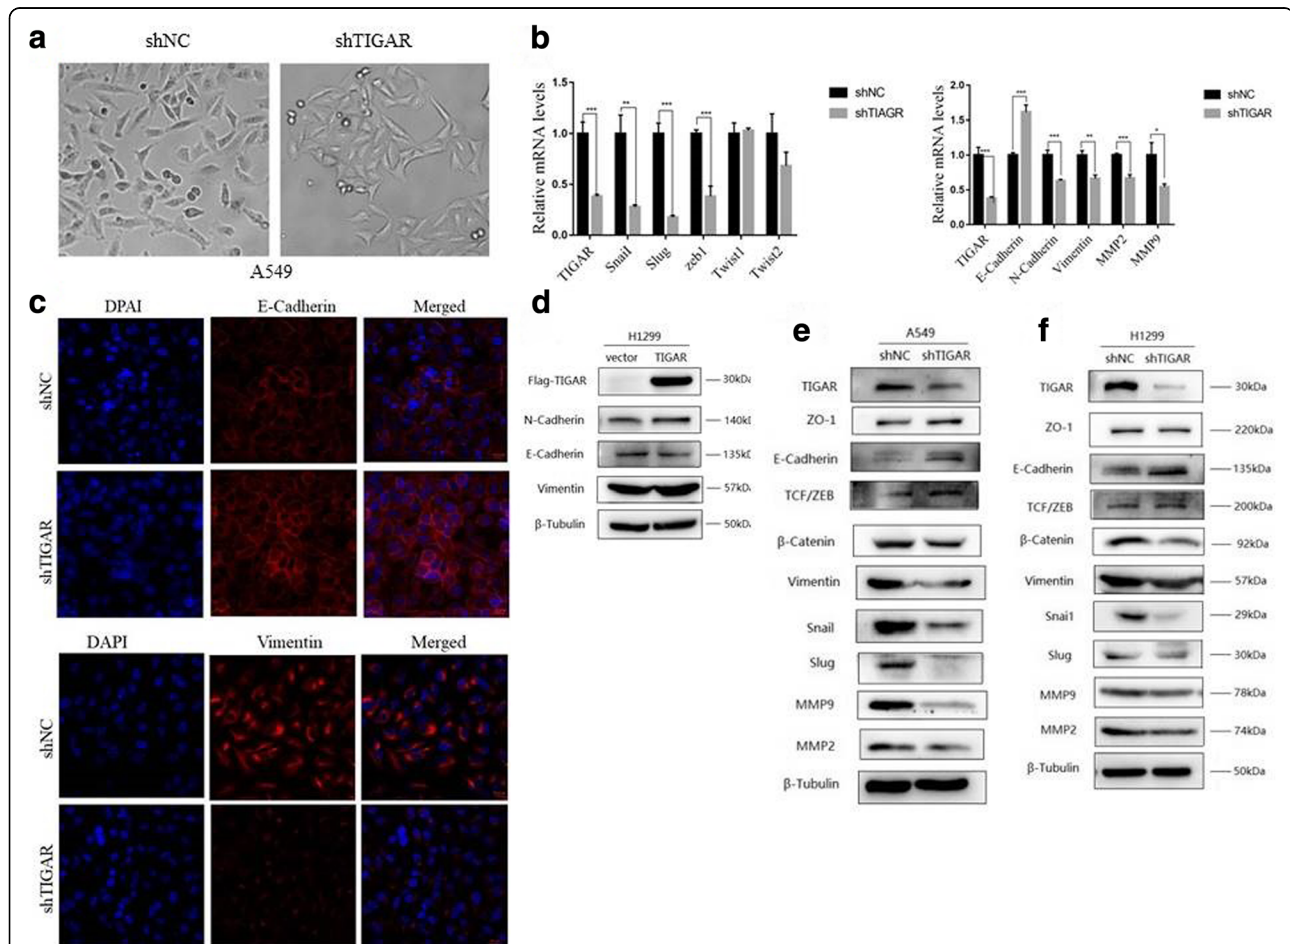 a
shNC
shTIGAR
A549
b
Relative mRNA levels
1.5
1.0
0.5
0.0
***
**
***
***
TIGAR
Snail
Slug
zeb1
Twist1
Twist2
shNC
shTIAGR
Relative mRNA levels
2.0
1.5
1.0
0.5
0.0
***
***
***
**
***
*
TIGAR
E-Cadherin
N-Cadherin
Vimentin
MMP2
MMP9
shNC
shTIGAR
c
DPAI
E-Cadherin
Merged
shNC
shTIGAR
DAPI
Vimentin
Merged
shNC
shTIGAR
d
H1299
vector TIGAR
Flag-TIGAR 30kDa
N-Cadherin 140kD
E-Cadherin 135kD
Vimentin 57kDa
β-Tubulin 50kD
e
A549
shNC shTIGAR
TIGAR
ZO-1
E-Cadherin
TCF/ZEB
β-Catenin
Vimentin
Snail
Slug
MMP9
MMP2
β-Tubulin
f
H1299
shNC shTIGAR
TIGAR 30kDa
ZO-1 220kDa
E-Cadherin 135kDa
TCF/ZEB 200kDa
β-Catenin 92kDa
Vimentin 57kDa
Snai1 29kDa
Slug 30kDa
MMP9 78kDa
MMP2 74kDa
β-Tubulin 50kDa